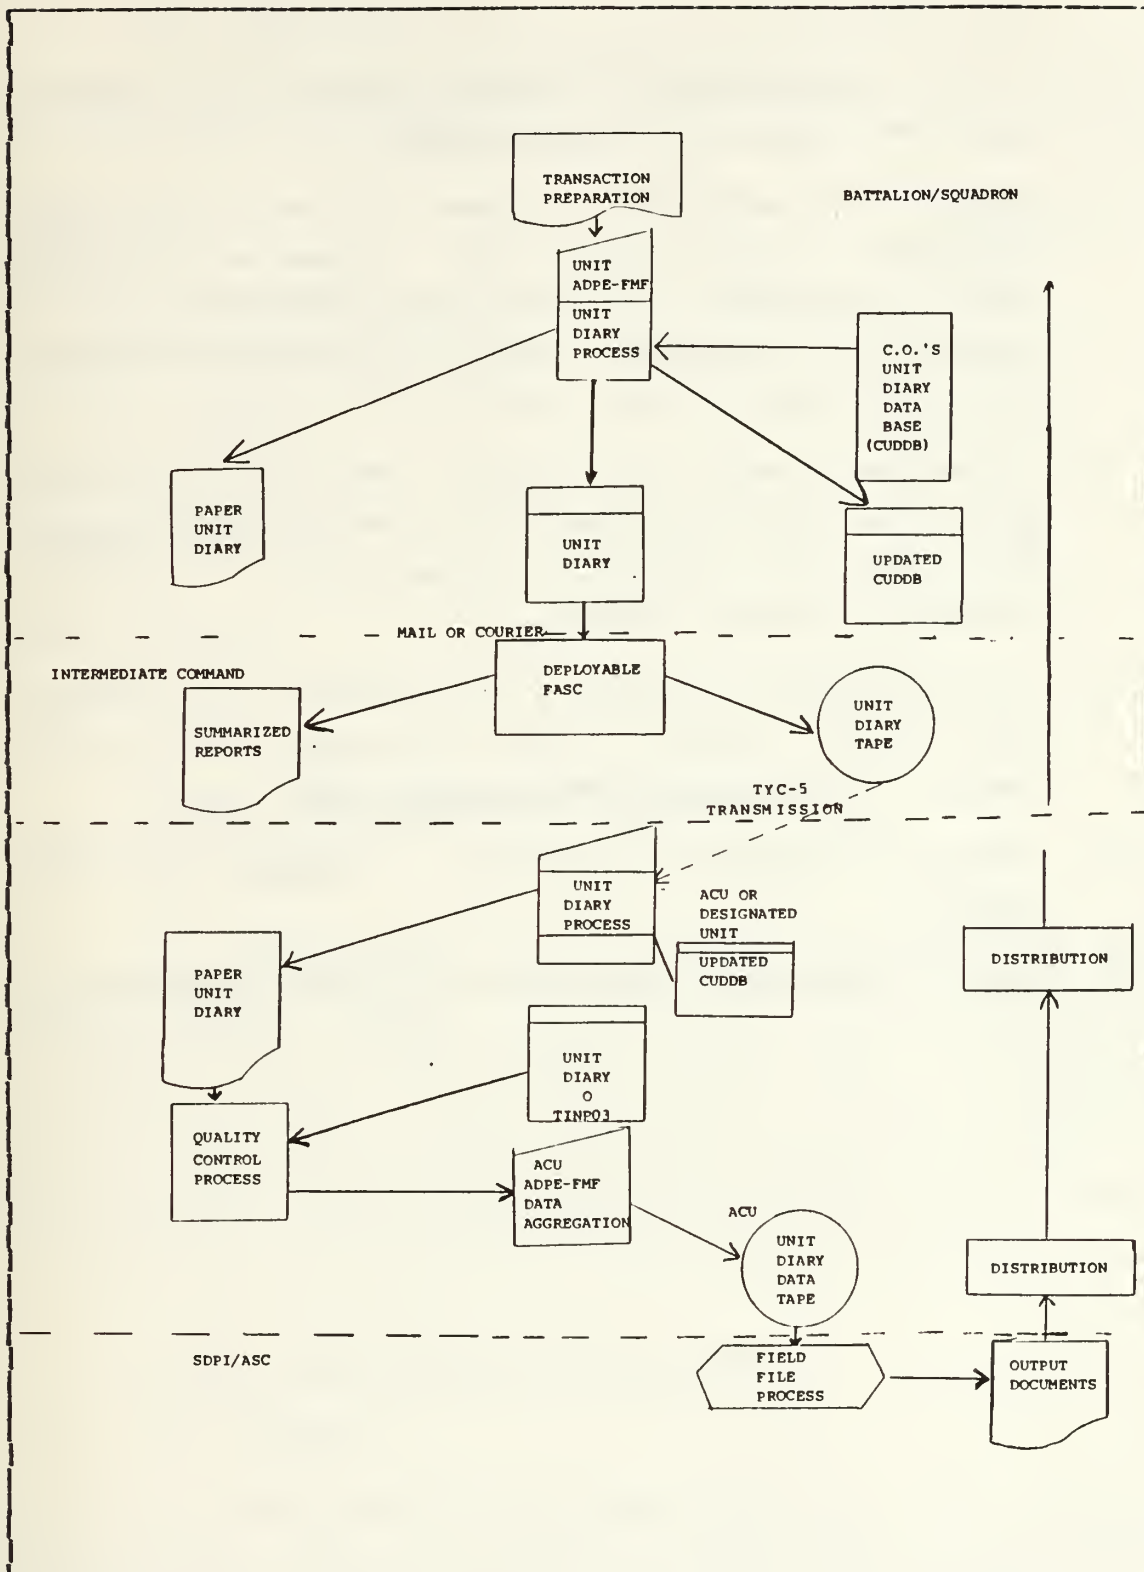 TRANSACTION
PREPARATION
BATTALION/SQUADRON
UNIT
ADPE-FMF
UNIT
DIARY
PROCESS
C.O.'S
UNIT
DIARY
DATA
BASE
(CUDDB)
PAPER
UNIT
DIARY
UNIT
DIARY
UPDATED
CUDDB
MAIL OR COURIER
INTERMEDIATE COMMAND
DEPLOYABLE
FASC
SUMMARIZED
REPORTS
UNIT
DIARY
TAPE
TYC-5
TRANSMISSION
UNIT
DIARY
PROCESS
ACU OR
DESIGNATED
UNIT
UPDATED
CUDDB
DISTRIBUTION
PAPER
UNIT
DIARY
UNIT
DIARY
O
TINP03
QUALITY
CONTROL
PROCESS
ACU
ADPE-FMF
DATA
AGGREGATION
ACU
UNIT
DIARY
DATA
TAPE
DISTRIBUTION
SDPI/ASC
FIELD
FILE
PROCESS
OUTPUT
DOCUMENTS